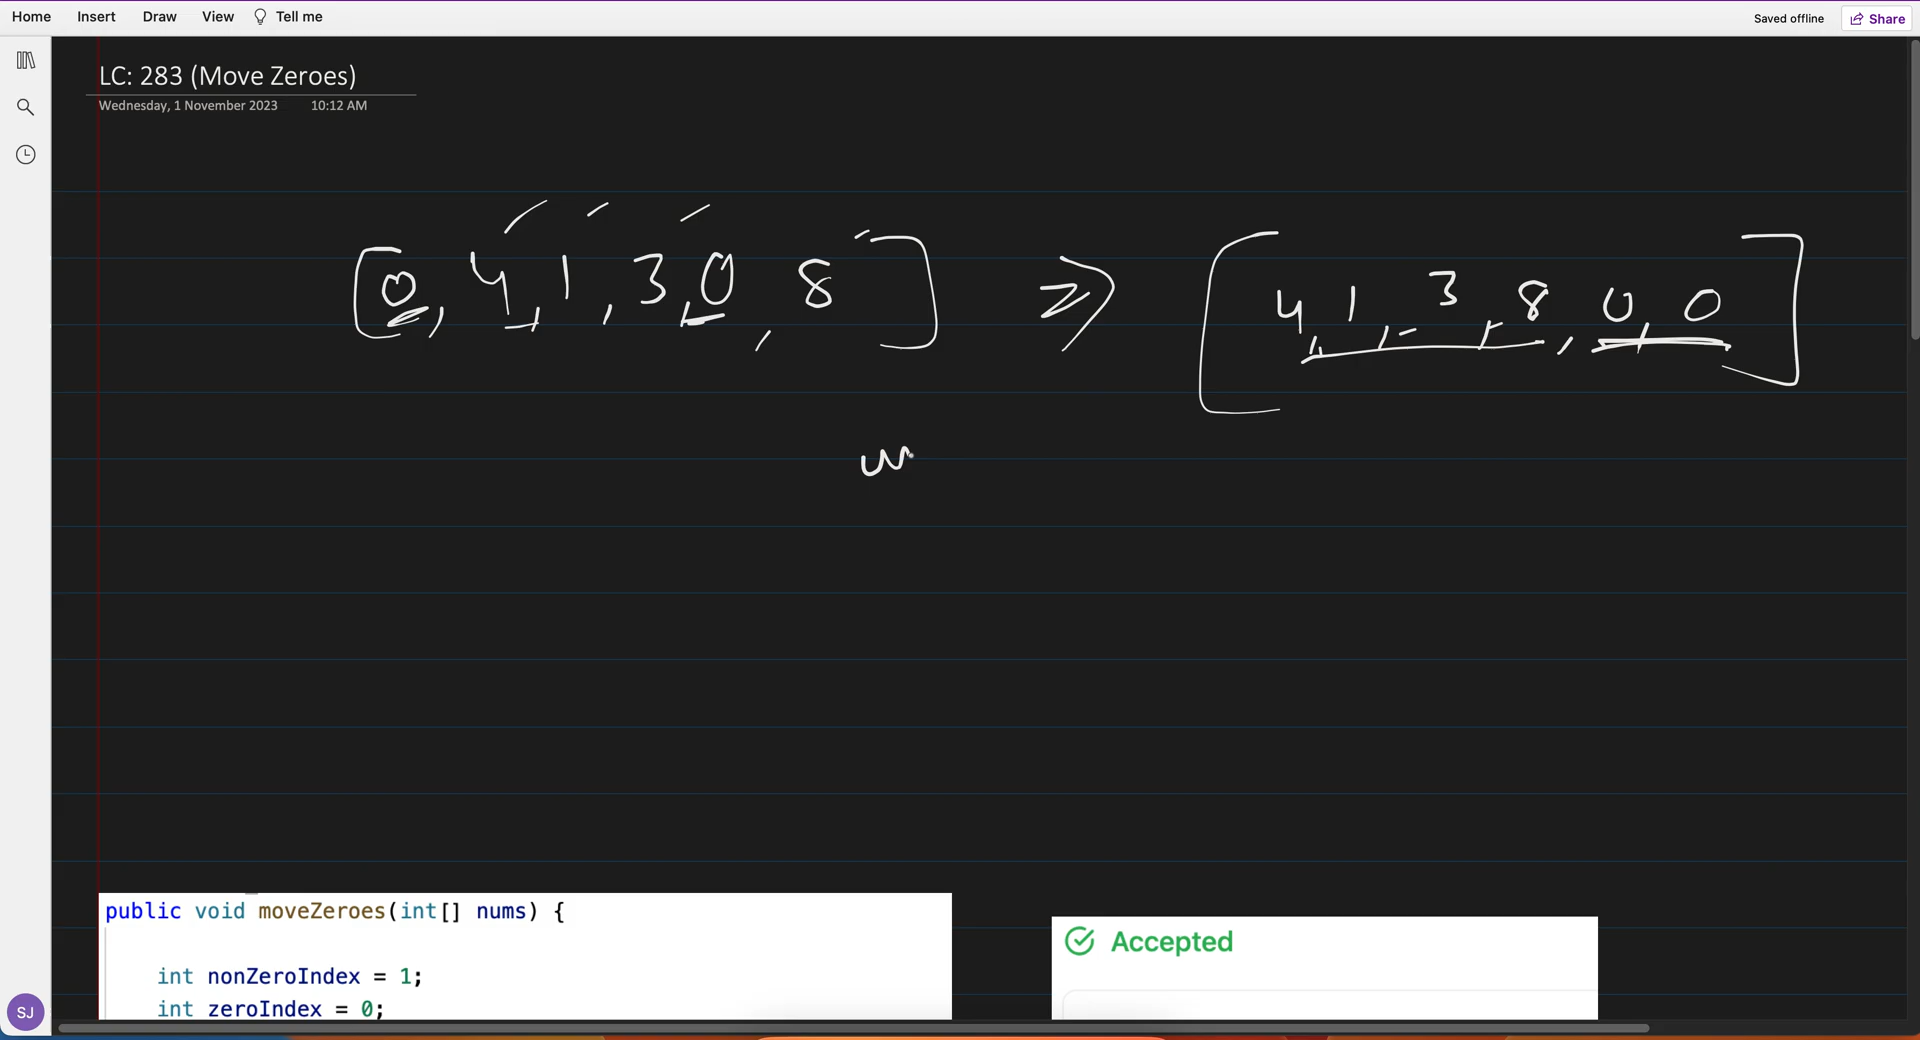 Home Insert Draw View Tell me Saved offline Share
LC: 283 (Move Zeroes)
Wednesday, 1 November 2023 10:12 AM
[0, 4, 1, 3, 0, 8] ⇒ [4, 1, 3, 8, 0, 0]
public void moveZeroes(int[] nums) {
int nonZeroIndex = 1;
int zeroIndex = 0;
Accepted
SJ